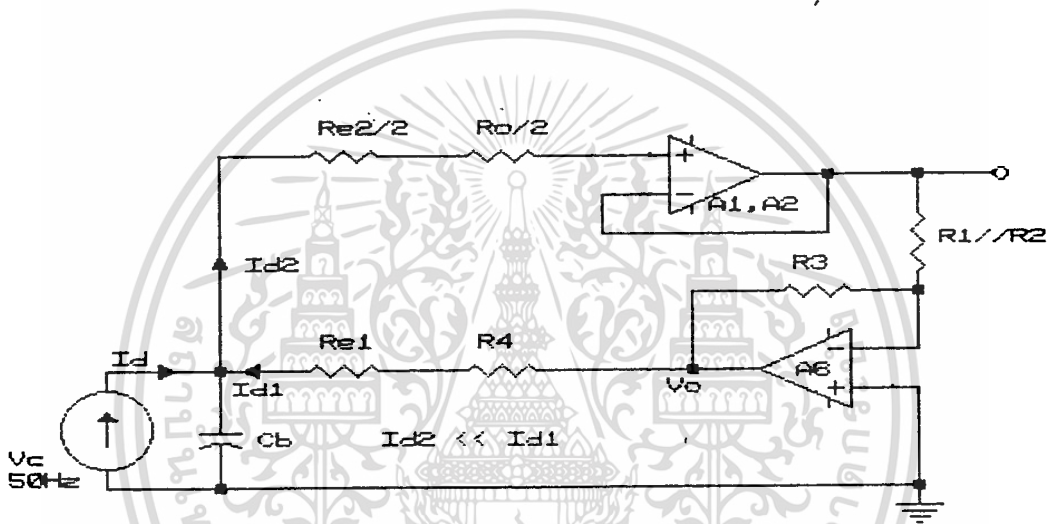 Re2/2
Ro/2
+
-
A1,A2
R1//R2
Id2
R3
Id
Re1
R4
-
A6
+
Id1
Vo
Cb
Id2 << Id1
Vc
50Hz